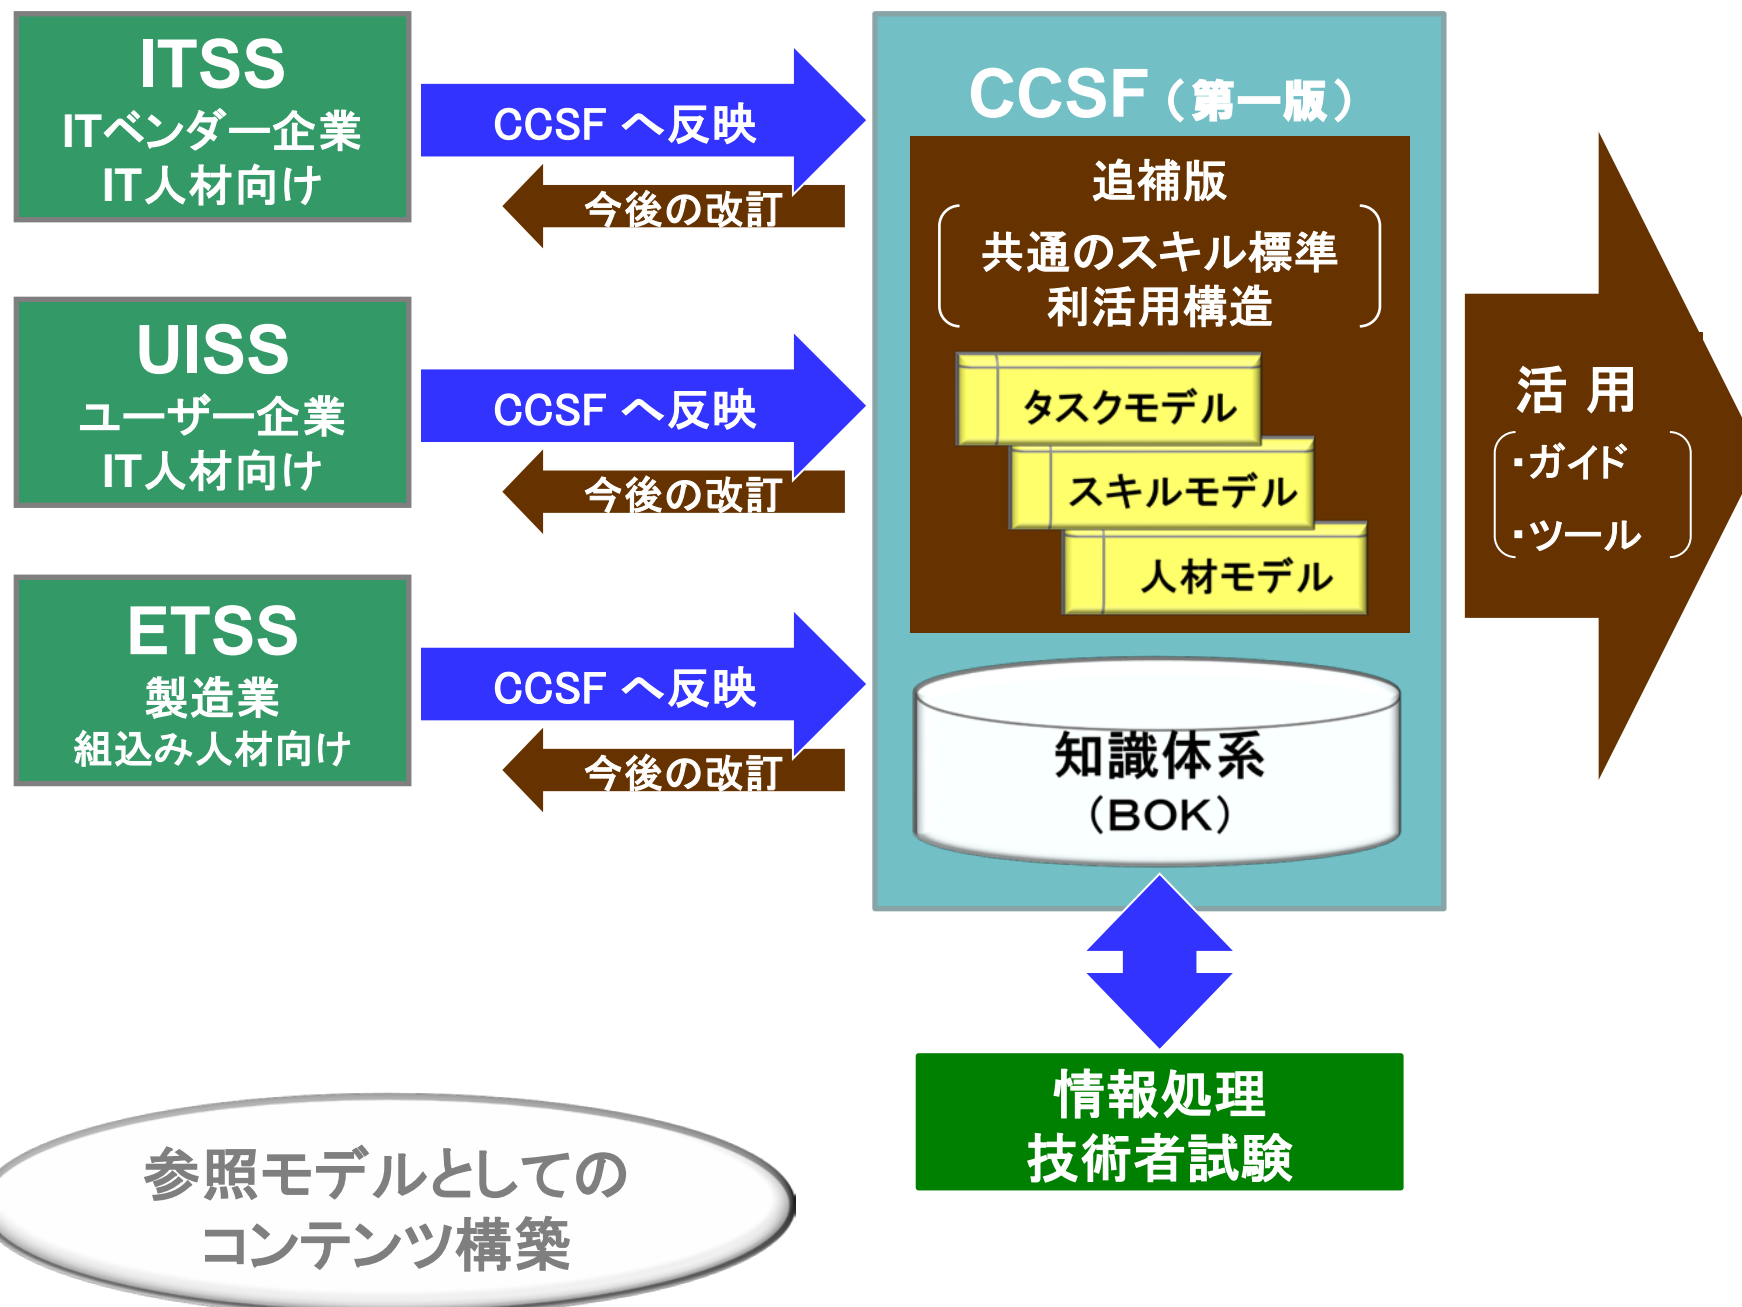 ITSS
ITベンダー企業
IT人材向け
CCSF へ反映
今後の改訂
UISS
ユーザー企業
IT人材向け
CCSF へ反映
今後の改訂
ETSS
製造業
組込み人材向け
CCSF へ反映
今後の改訂
CCSF（第一版）
追補版
共通のスキル標準
利活用構造
タスクモデル
スキルモデル
人材モデル
知識体系
（BOK）
活 用
・ガイド
・ツール
情報処理
技術者試験
参照モデルとしての
コンテンツ構築